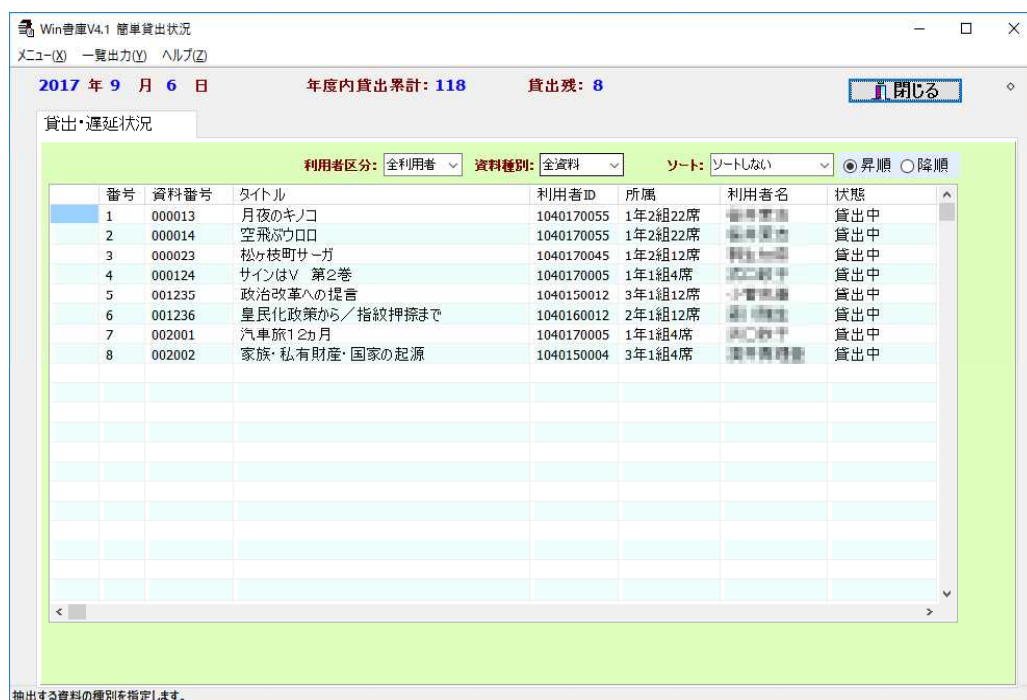 Win書庫V4.1 簡単貸出状況
メニュー(X) 一覧出力(Y) ヘルプ(Z)
2017 年 9 月 6 日 年度内貸出累計: 118 貸出残: 8 閉じる
貸出・遅延状況
利用者区分: 全利用者 資料種別: 全資料 ソート: ソートしない 昇順 降順
番号 資料番号 タイトル 利用者ID 所属 利用者名 状態
1 000013 月夜のキノコ 1040170055 1年2組22席 貸出中
2 000014 空飛ぶウロロ 1040170055 1年2組22席 貸出中
3 000023 松ヶ枝町サーガ 1040170045 1年2組12席 貸出中
4 000124 サインはV 第2巻 1040170005 1年1組4席 貸出中
5 001235 政治改革への提言 1040150012 3年1組12席 貸出中
6 001236 皇民化政策から/指紋押捺まで 1040160012 2年1組12席 貸出中
7 002001 汽車旅12ヵ月 1040170005 1年1組4席 貸出中
8 002002 家族・私有財産・国家の起源 1040150004 3年1組4席 貸出中
抽出する資料の種別を指定します。